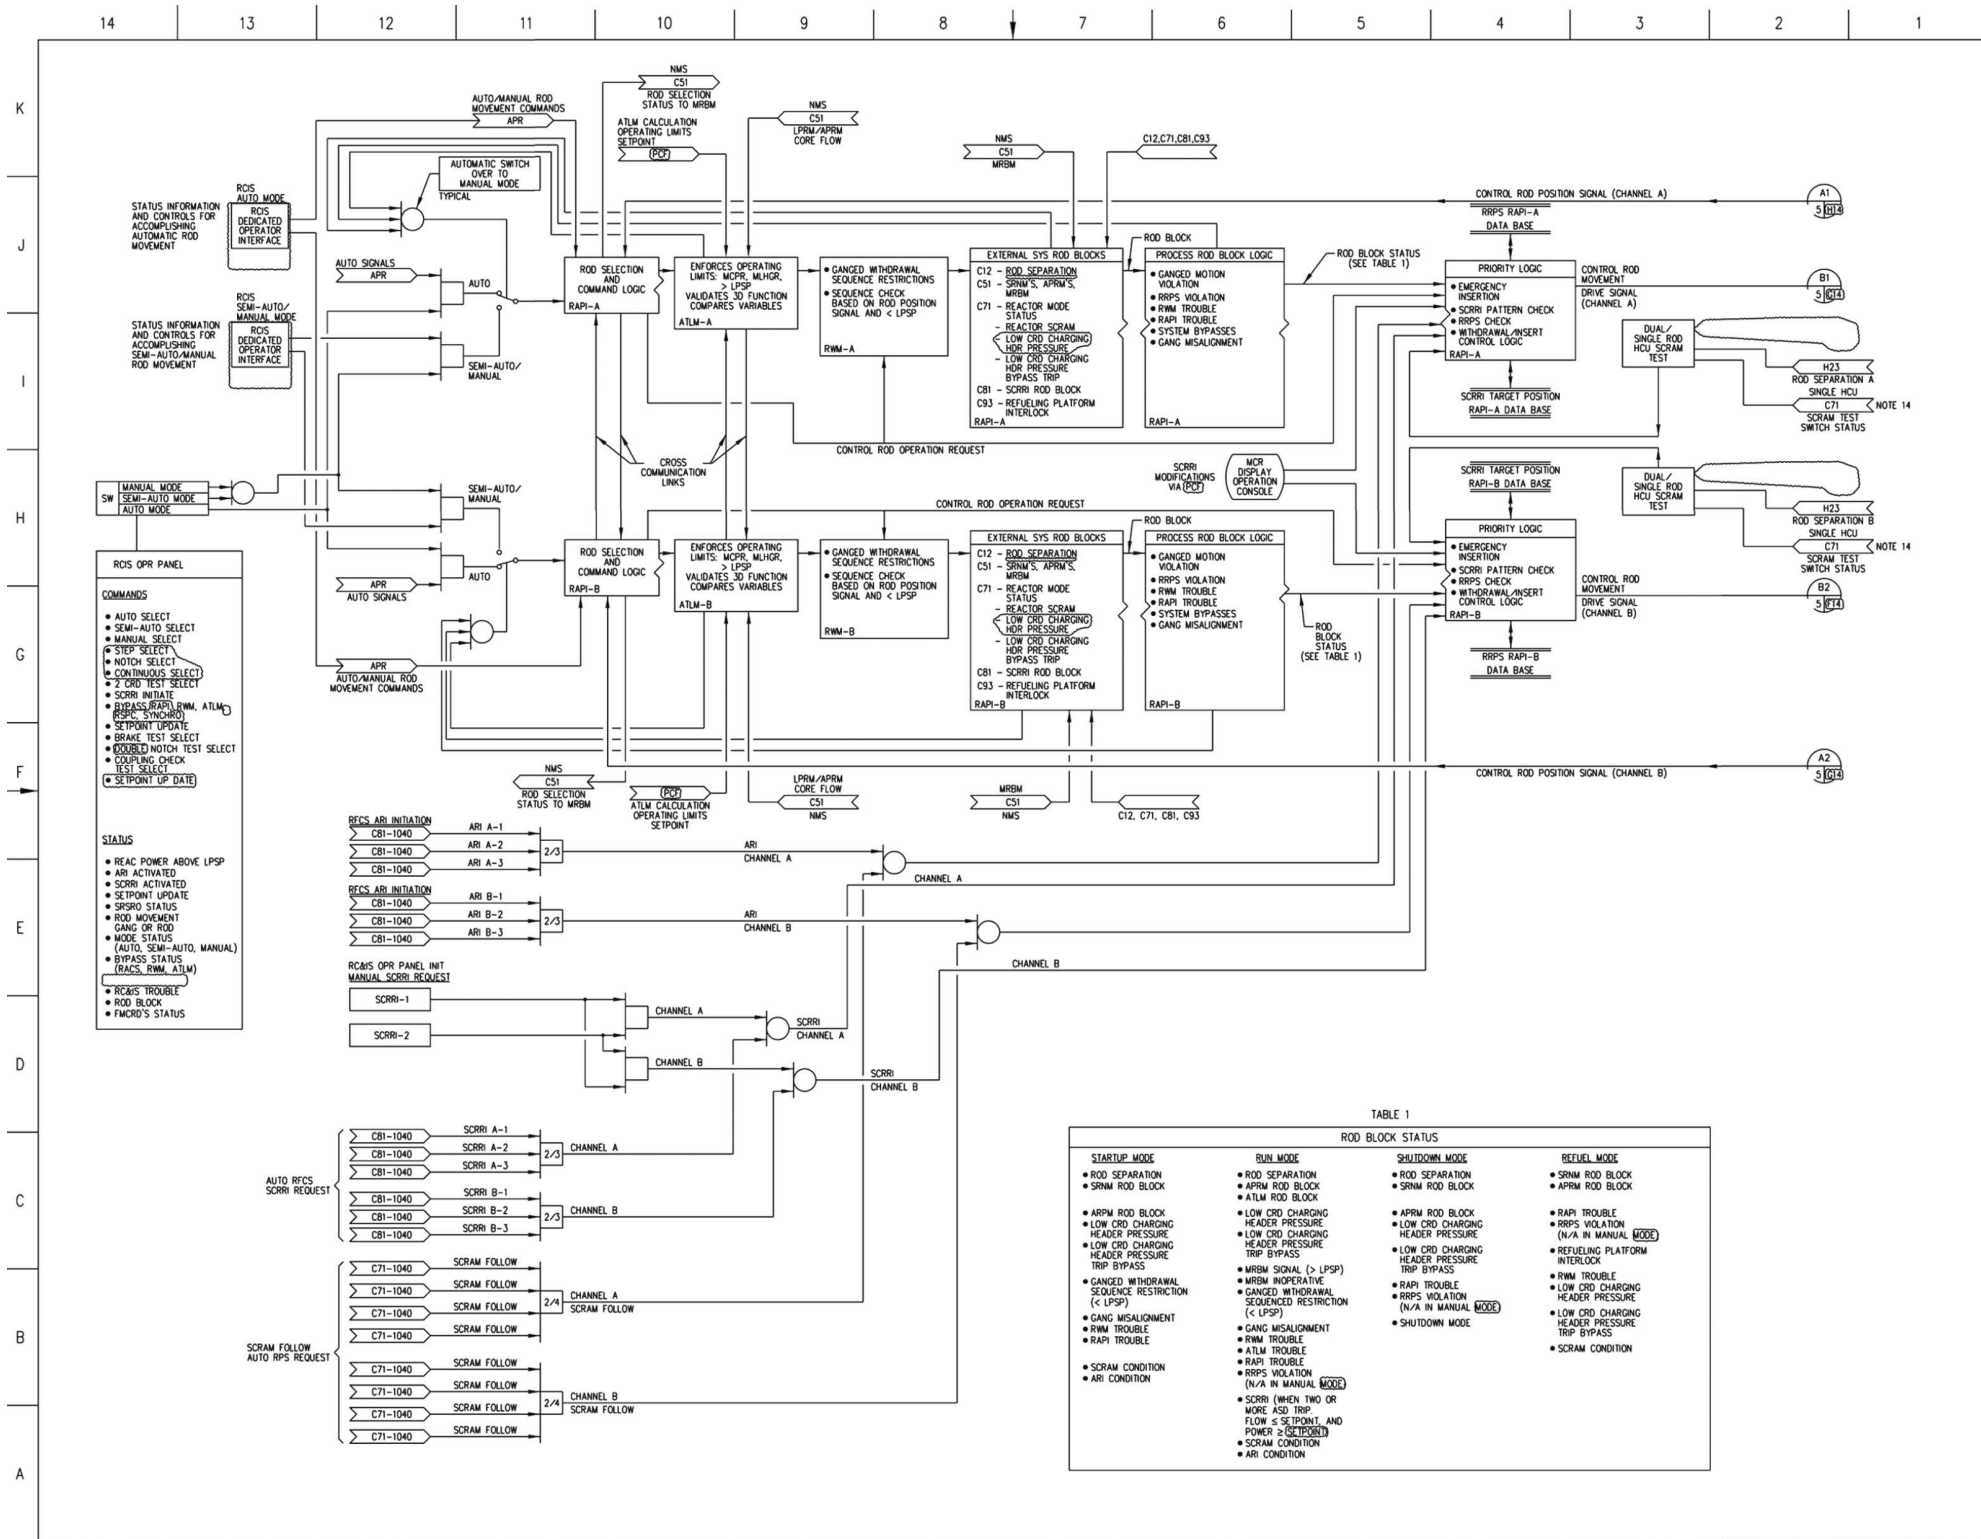 14 13 12 11 10 9 8 7 6 5 4 3 2 1
K
J
I
H
G
F
E
D
C
B
A
NMS
C51
ROD SELECTION
STATUS TO MRBM
AUTO/MANUAL ROD
MOVEMENT COMMANDS
APR
ATLM CALCULATION
OPERATING LIMITS
SETPOINT
PCF
NMS
C51
LPRM/APRM
CORE FLOW
NMS
C51
MRBM
C12,C71,C81,C93
AUTOMATIC SWITCH
OVER TO
MANUAL MODE
TYPICAL
STATUS INFORMATION
AND CONTROLS FOR
ACCOMPLISHING
AUTOMATIC ROD
MOVEMENT
RCIS
AUTO MODE
RCIS
DEDICATED
OPERATOR
INTERFACE
AUTO SIGNALS
APR
AUTO
STATUS INFORMATION
AND CONTROLS FOR
ACCOMPLISHING
SEMI-AUTO/MANUAL
ROD MOVEMENT
RCIS
SEMI-AUTO/
MANUAL MODE
RCIS
DEDICATED
OPERATOR
INTERFACE
SEMI-AUTO/
MANUAL
ROD SELECTION
AND
COMMAND LOGIC
RAPI-A
ENFORCES OPERATING
LIMITS: MCPR, MLHGR,
> LPSP
VALIDATES 3D FUNCTION
COMPARES VARIABLES
ATLM-A
• GANGED WITHDRAWAL
SEQUENCE RESTRICTIONS
• SEQUENCE CHECK
BASED ON ROD POSITION
SIGNAL AND < LPSP
RWM-A
EXTERNAL SYS ROD BLOCKS
C12 - ROD SEPARATION
C51 - SRNM'S, APRM'S,
MRBM
C71 - REACTOR MODE
STATUS
- REACTOR SCRAM
- LOW CRD CHARGING
HDR PRESSURE
- LOW CRD CHARGING
HDR PRESSURE
BYPASS TRIP
C81 - SCRRI ROD BLOCK
C93 - REFUELING PLATFORM
INTERLOCK
RAPI-A
ROD BLOCK
PROCESS ROD BLOCK LOGIC
• GANGED MOTION
VIOLATION
• RRPS VIOLATION
• RWM TROUBLE
• RAPI TROUBLE
• SYSTEM BYPASSES
• GANG MISALIGNMENT
RAPI-A
ROD BLOCK STATUS
(SEE TABLE 1)
CONTROL ROD POSITION SIGNAL (CHANNEL A)
A1
5 H14
RRPS RAPI-A
DATA BASE
PRIORITY LOGIC
• EMERGENCY
INSERTION
• SCRRI PATTERN CHECK
• RRPS CHECK
• WITHDRAWAL/INSERT
CONTROL LOGIC
RAPI-A
SCRRI TARGET POSITION
RAPI-A DATA BASE
CONTROL ROD
MOVEMENT
DRIVE SIGNAL
(CHANNEL A)
B1
5 G14
DUAL/
SINGLE ROD
HCU SCRAM
TEST
H23
ROD SEPARATION A
SINGLE HCU
C71 NOTE 14
SCRAM TEST
SWITCH STATUS
CONTROL ROD OPERATION REQUEST
CROSS
COMMUNICATION
LINKS
SCRRI
MODIFICATIONS
VIA PCF
MCR
DISPLAY
OPERATION
CONSOLE
CONTROL ROD OPERATION REQUEST
SW
MANUAL MODE
SEMI-AUTO MODE
AUTO MODE
SEMI-AUTO/
MANUAL
AUTO
APR
AUTO SIGNALS
ROD SELECTION
AND
COMMAND LOGIC
RAPI-B
ENFORCES OPERATING
LIMITS: MCPR, MLHGR,
> LPSP
VALIDATES 3D FUNCTION
COMPARES VARIABLES
ATLM-B
• GANGED WITHDRAWAL
SEQUENCE RESTRICTIONS
• SEQUENCE CHECK
BASED ON ROD POSITION
SIGNAL AND < LPSP
RWM-B
EXTERNAL SYS ROD BLOCKS
C12 - ROD SEPARATION
C51 - SRNM'S, APRM'S,
MRBM
C71 - REACTOR MODE
STATUS
- REACTOR SCRAM
- LOW CRD CHARGING
HDR PRESSURE
- LOW CRD CHARGING
HDR PRESSURE
BYPASS TRIP
C81 - SCRRI ROD BLOCK
C93 - REFUELING PLATFORM
INTERLOCK
RAPI-B
ROD BLOCK
PROCESS ROD BLOCK LOGIC
• GANGED MOTION
VIOLATION
• RRPS VIOLATION
• RWM TROUBLE
• RAPI TROUBLE
• SYSTEM BYPASSES
• GANG MISALIGNMENT
RAPI-B
ROD
BLOCK
STATUS
(SEE TABLE 1)
SCRRI TARGET POSITION
RAPI-B DATA BASE
PRIORITY LOGIC
• EMERGENCY
INSERTION
• SCRRI PATTERN CHECK
• RRPS CHECK
• WITHDRAWAL/INSERT
CONTROL LOGIC
RAPI-B
RRPS RAPI-B
DATA BASE
CONTROL ROD
MOVEMENT
DRIVE SIGNAL
(CHANNEL B)
B2
5 F14
DUAL/
SINGLE ROD
HCU SCRAM
TEST
H23
ROD SEPARATION B
SINGLE HCU
C71 NOTE 14
SCRAM TEST
SWITCH STATUS
APR
AUTO/MANUAL ROD
MOVEMENT COMMANDS
CONTROL ROD POSITION SIGNAL (CHANNEL B)
A2
5 G14
NMS
C51
ROD SELECTION
STATUS TO MRBM
PCF
ATLM CALCULATION
OPERATING LIMITS
SETPOINT
LPRM/APRM
CORE FLOW
C51
NMS
MRBM
C51
NMS
C12, C71, C81, C93
RCIS OPR PANEL
COMMANDS
• AUTO SELECT
• SEMI-AUTO SELECT
• MANUAL SELECT
• STEP SELECT
• NOTCH SELECT
• CONTINUOUS SELECT
• 2 CRD TEST SELECT
• SCRRI INITIATE
• BYPASS RAPI, RWM, ATLM,
RSPC, SYNCHRO
• SETPOINT UPDATE
• BRAKE TEST SELECT
• DOUBLE NOTCH TEST SELECT
• COUPLING CHECK
TEST SELECT
• SETPOINT UP DATE
STATUS
• REAC POWER ABOVE LPSP
• ARI ACTIVATED
• SCRRI ACTIVATED
• SETPOINT UPDATE
• SRSRO STATUS
• ROD MOVEMENT
GANG OR ROD
• MODE STATUS
(AUTO, SEMI-AUTO, MANUAL)
• BYPASS STATUS
(RACS, RWM, ATLM)
• RC&IS TROUBLE
• ROD BLOCK
• FMCRD'S STATUS
RFCS ARI INITIATION
C81-1040 ARI A-1
C81-1040 ARI A-2
C81-1040 ARI A-3
2/3
ARI
CHANNEL A
RFCS ARI INITIATION
C81-1040 ARI B-1
C81-1040 ARI B-2
C81-1040 ARI B-3
2/3
ARI
CHANNEL B
CHANNEL A
CHANNEL B
RC&IS OPR PANEL INIT
MANUAL SCRRI REQUEST
SCRRI-1
SCRRI-2
CHANNEL A
CHANNEL B
SCRRI
CHANNEL A
SCRRI
CHANNEL B
AUTO RFCS
SCRRI REQUEST
C81-1040 SCRRI A-1
C81-1040 SCRRI A-2
C81-1040 SCRRI A-3
2/3 CHANNEL A
C81-1040 SCRRI B-1
C81-1040 SCRRI B-2
C81-1040 SCRRI B-3
2/3 CHANNEL B
SCRAM FOLLOW
AUTO RPS REQUEST
C71-1040 SCRAM FOLLOW
C71-1040 SCRAM FOLLOW
C71-1040 SCRAM FOLLOW
C71-1040 SCRAM FOLLOW
2/4
CHANNEL A
SCRAM FOLLOW
C71-1040 SCRAM FOLLOW
C71-1040 SCRAM FOLLOW
C71-1040 SCRAM FOLLOW
C71-1040 SCRAM FOLLOW
2/4
CHANNEL B
SCRAM FOLLOW
TABLE 1
ROD BLOCK STATUS
STARTUP MODE
• ROD SEPARATION
• SRNM ROD BLOCK
• ARPM ROD BLOCK
• LOW CRD CHARGING
HEADER PRESSURE
• LOW CRD CHARGING
HEADER PRESSURE
TRIP BYPASS
• GANGED WITHDRAWAL
SEQUENCE RESTRICTION
(< LPSP)
• GANG MISALIGNMENT
• RWM TROUBLE
• RAPI TROUBLE
• SCRAM CONDITION
• ARI CONDITION
RUN MODE
• ROD SEPARATION
• APRM ROD BLOCK
• ATLM ROD BLOCK
• LOW CRD CHARGING
HEADER PRESSURE
• LOW CRD CHARGING
HEADER PRESSURE
TRIP BYPASS
• MRBM SIGNAL (> LPSP)
• MRBM INOPERATIVE
• GANGED WITHDRAWAL
SEQUENCED RESTRICTION
(< LPSP)
• GANG MISALIGNMENT
• RWM TROUBLE
• ATLM TROUBLE
• RAPI TROUBLE
• RRPS VIOLATION
(N/A IN MANUAL MODE)
• SCRRI (WHEN TWO OR
MORE ASD TRIP.
FLOW ≤ SETPOINT, AND
POWER ≥ SETPOINT)
• SCRAM CONDITION
• ARI CONDITION
SHUTDOWN MODE
• ROD SEPARATION
• SRNM ROD BLOCK
• APRM ROD BLOCK
• LOW CRD CHARGING
HEADER PRESSURE
• LOW CRD CHARGING
HEADER PRESSURE
TRIP BYPASS
• RAPI TROUBLE
• RRPS VIOLATION
(N/A IN MANUAL MODE)
• SHUTDOWN MODE
REFUEL MODE
• SRNM ROD BLOCK
• APRM ROD BLOCK
• RAPI TROUBLE
• RRPS VIOLATION
(N/A IN MANUAL MODE)
• REFUELING PLATFORM
INTERLOCK
• RWM TROUBLE
• LOW CRD CHARGING
HEADER PRESSURE
• LOW CRD CHARGING
HEADER PRESSURE
TRIP BYPASS
• SCRAM CONDITION